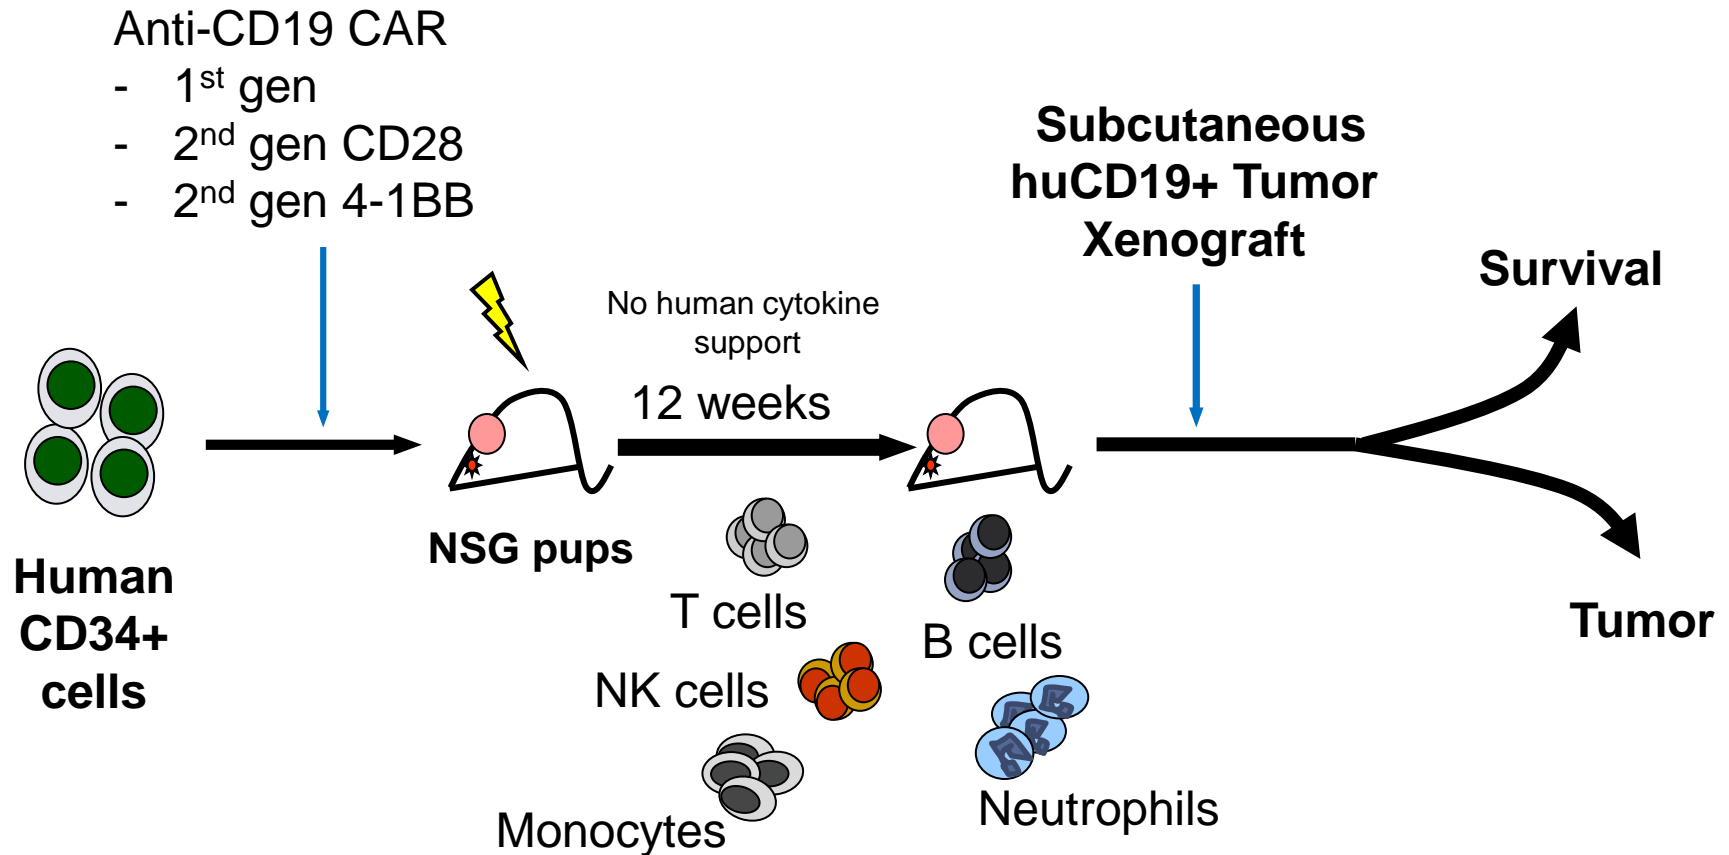 Anti-CD19 CAR
- 1st gen
- 2nd gen CD28
- 2nd gen 4-1BB
Subcutaneous
huCD19+ Tumor
Xenograft
Survival
No human cytokine
support
12 weeks
NSG pups
Human
CD34+
cells
T cells
B cells
NK cells
Monocytes
Neutrophils
Tumor